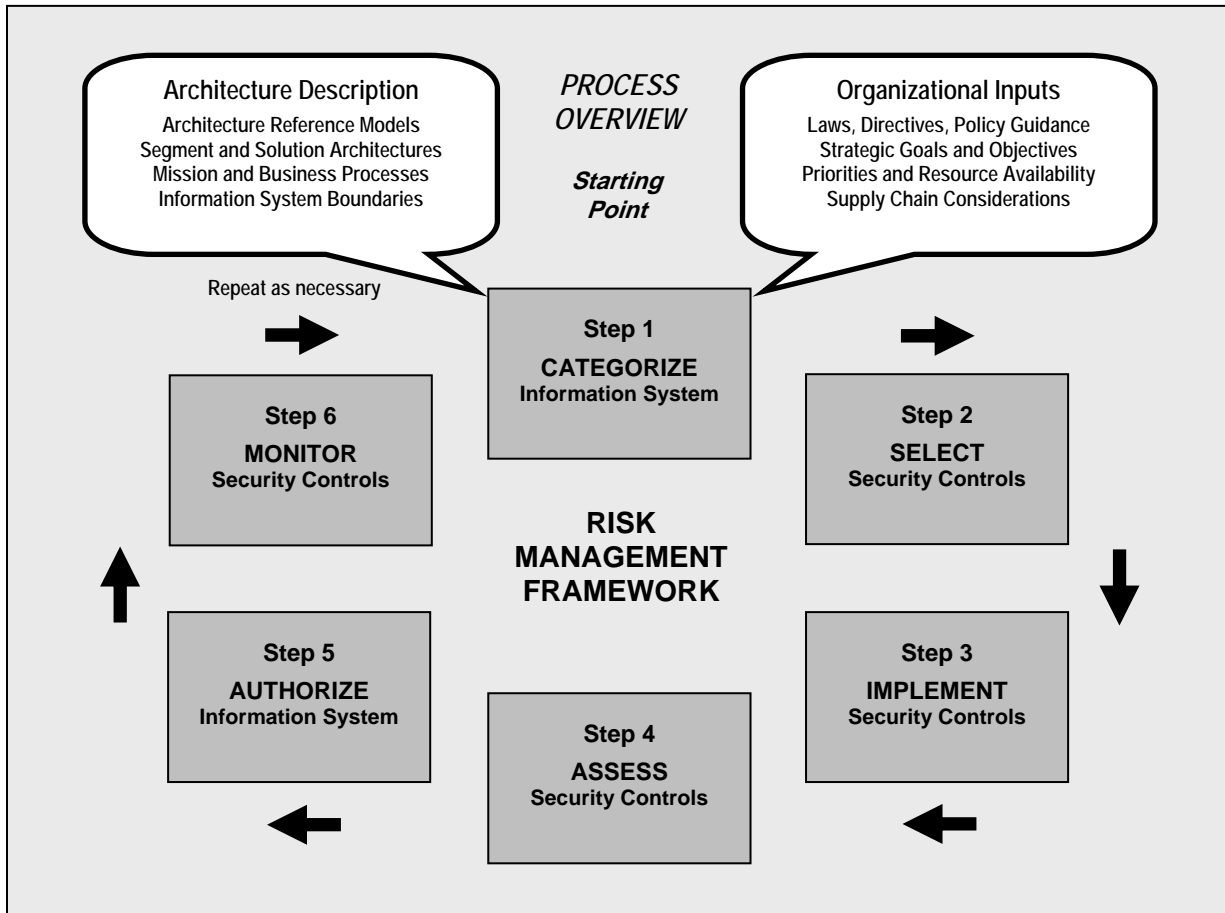 Architecture Description
Architecture Reference Models
Segment and Solution Architectures
Mission and Business Processes
Information System Boundaries
PROCESS
OVERVIEW
Starting
Point
Organizational Inputs
Laws, Directives, Policy Guidance
Strategic Goals and Objectives
Priorities and Resource Availability
Supply Chain Considerations
Repeat as necessary
Step 1
CATEGORIZE
Information System
Step 2
SELECT
Security Controls
Step 3
IMPLEMENT
Security Controls
Step 4
ASSESS
Security Controls
Step 5
AUTHORIZE
Information System
Step 6
MONITOR
Security Controls
RISK
MANAGEMENT
FRAMEWORK